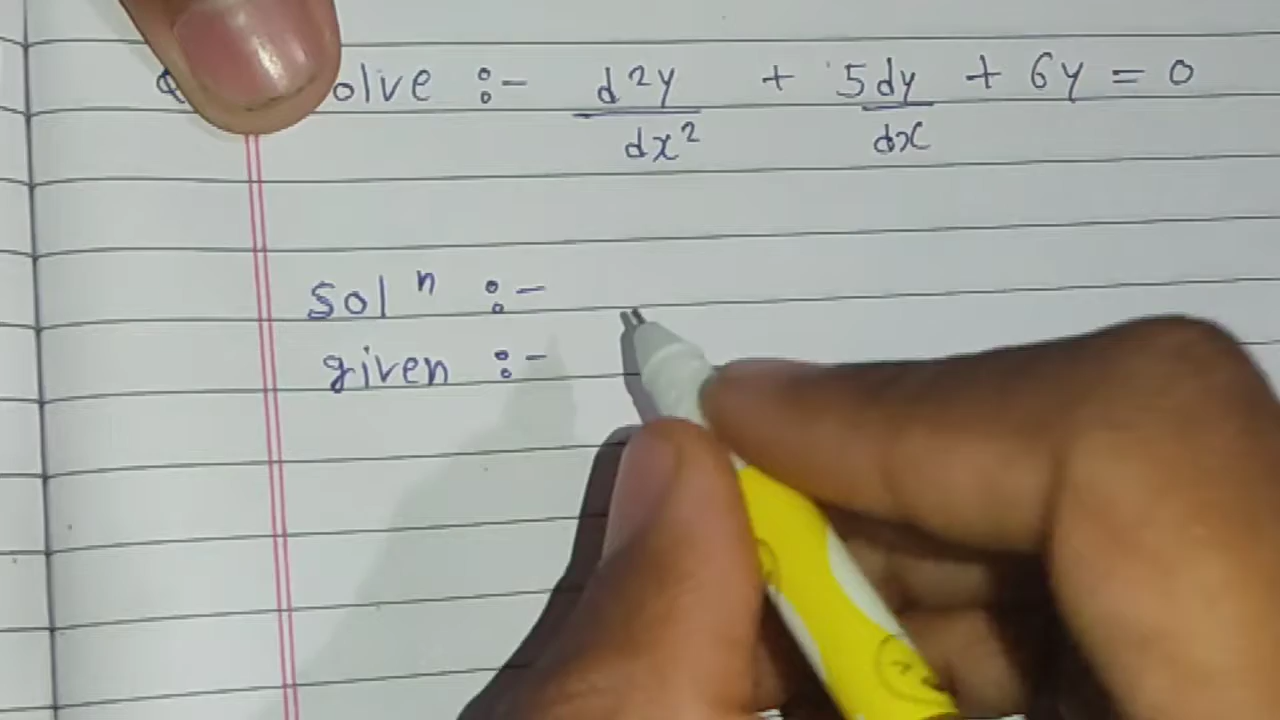 olve :- d²y/dx² + 5dy/dx + 6y = 0
solⁿ :-
given :-